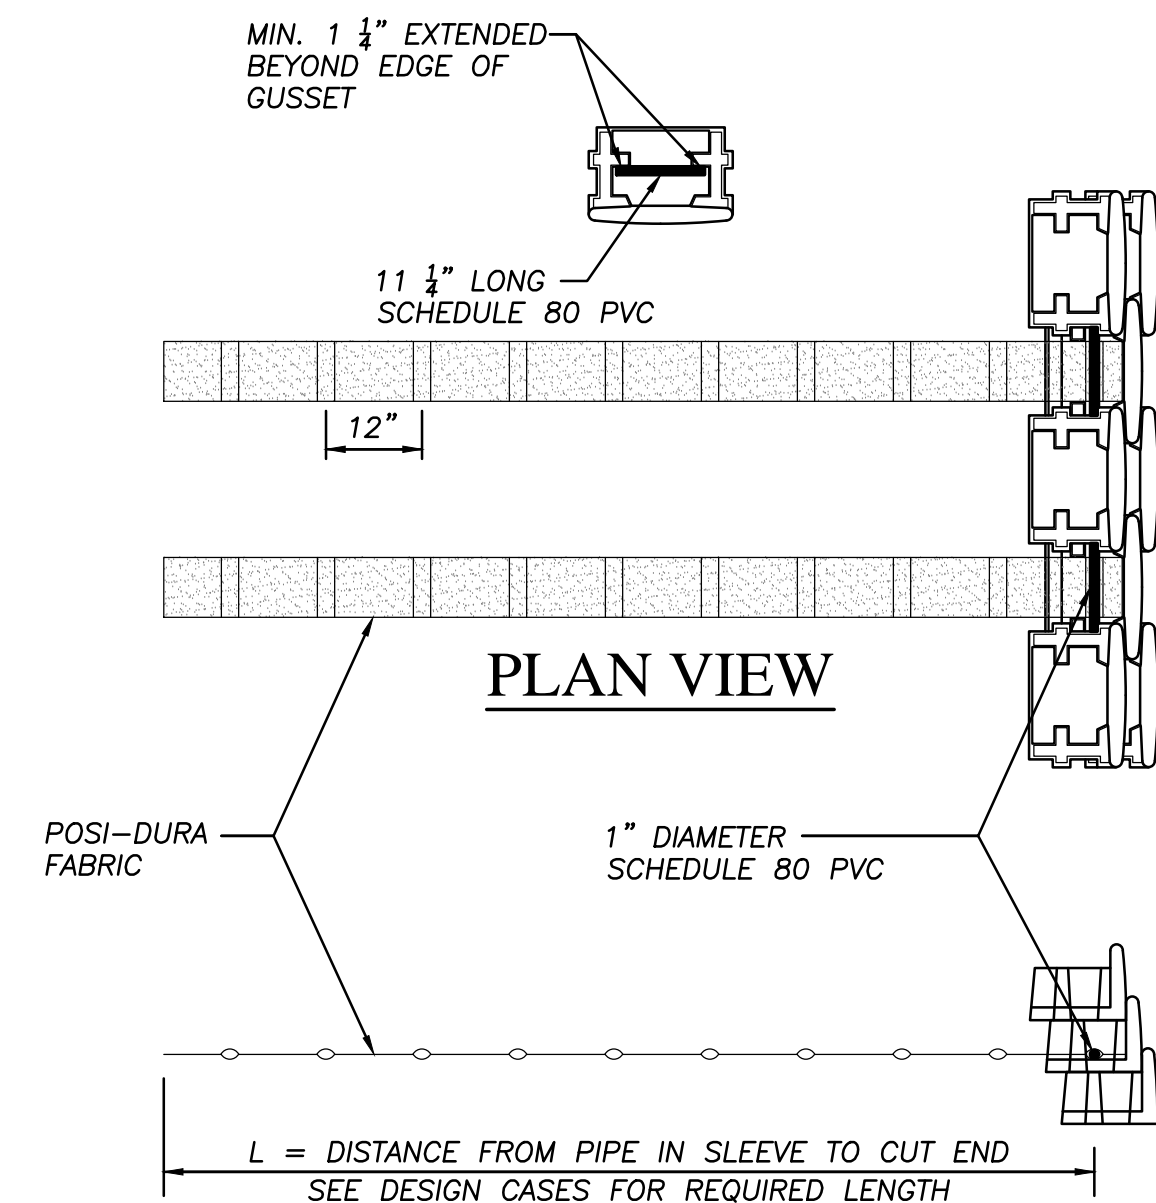 MIN. 1 1/4” EXTENDED
BEYOND EDGE OF
GUSSET
11 1/4” LONG
SCHEDULE 80 PVC
12”
PLAN VIEW
POSI-DURA
FABRIC
1” DIAMETER
SCHEDULE 80 PVC
L = DISTANCE FROM PIPE IN SLEEVE TO CUT END
SEE DESIGN CASES FOR REQUIRED LENGTH